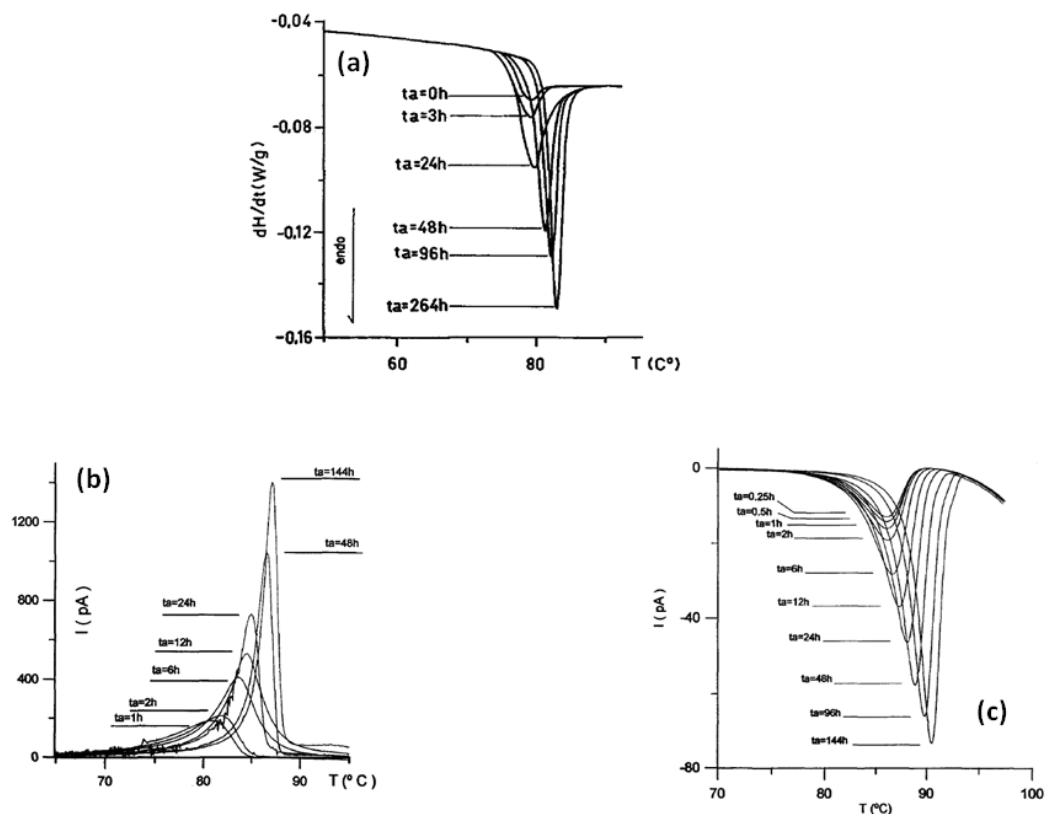 -0,04
(a)
ta=0h
ta=3h
-0.08
ta=24h
dH/dt(W/g)
-0.12
ta=48h
endo
ta=96h
ta=264h
-0,16
60
80
T (Cº)
(b)
ta=144h
1200
ta=48h
I (pA)
800
ta=24h
ta=12h
400
ta=6h
ta=2h
ta=1h
0
70
80
T (º C)
90
0
ta=0.25h
ta=0.5h
ta=1h
ta=2h
ta=6h
I (pA)
-40
ta=12h
ta=24h
ta=48h
ta=96h
(c)
ta=144h
-80
70
80
90
100
T (ºC)